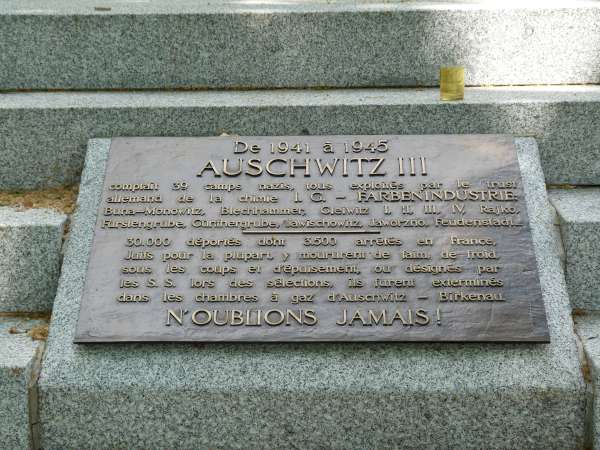 De 1941 à 1945
AUSCHWITZ III
comptait 39 camps nazis, tous exploités par le trust
allemand de la chimie I.G. – FARBENINDUSTRIE:
Buna–Monowitz, Blechhammer, Gleiwitz I, II, III, IV, Rajko,
Fürstengrube, Günthergrube, Jawischowitz, Jaworzno, Feudenstadt,
30.000 déportés dont 3.500 arrêtés en France,
Juifs pour la plupart, y moururent de faim, de froid,
sous les coups et d'épuisement, ou désignés par
les S.S. lors des sélections, ils furent exterminés
dans les chambres à gaz d'Auschwitz – Birkenau.
N'OUBLIONS JAMAIS !